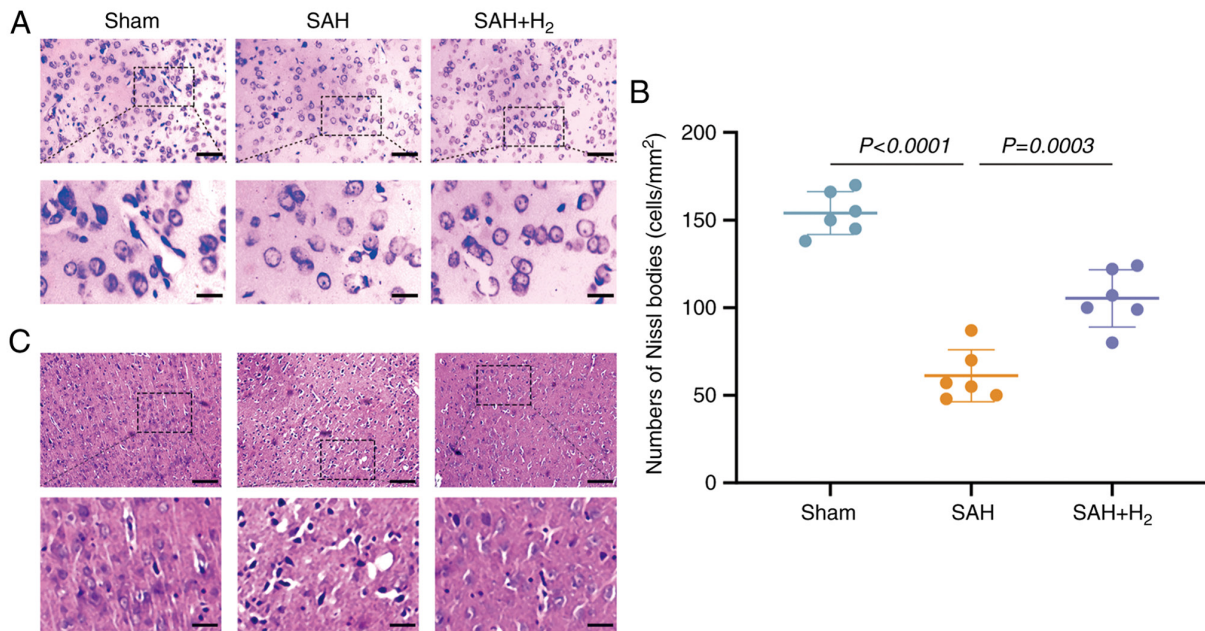 A
Sham
SAH
SAH+H₂
B
Numbers of Nissl bodies (cells/mm²)
200
150
100
50
0
P<0.0001
P=0.0003
Sham
SAH
SAH+H₂
C